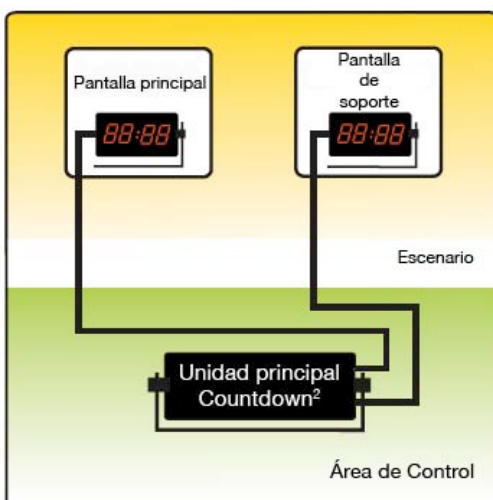 Pantalla principal
88:88
Pantalla
de
soporte
88:88
Escenario
Unidad principal
Countdown²
Área de Control